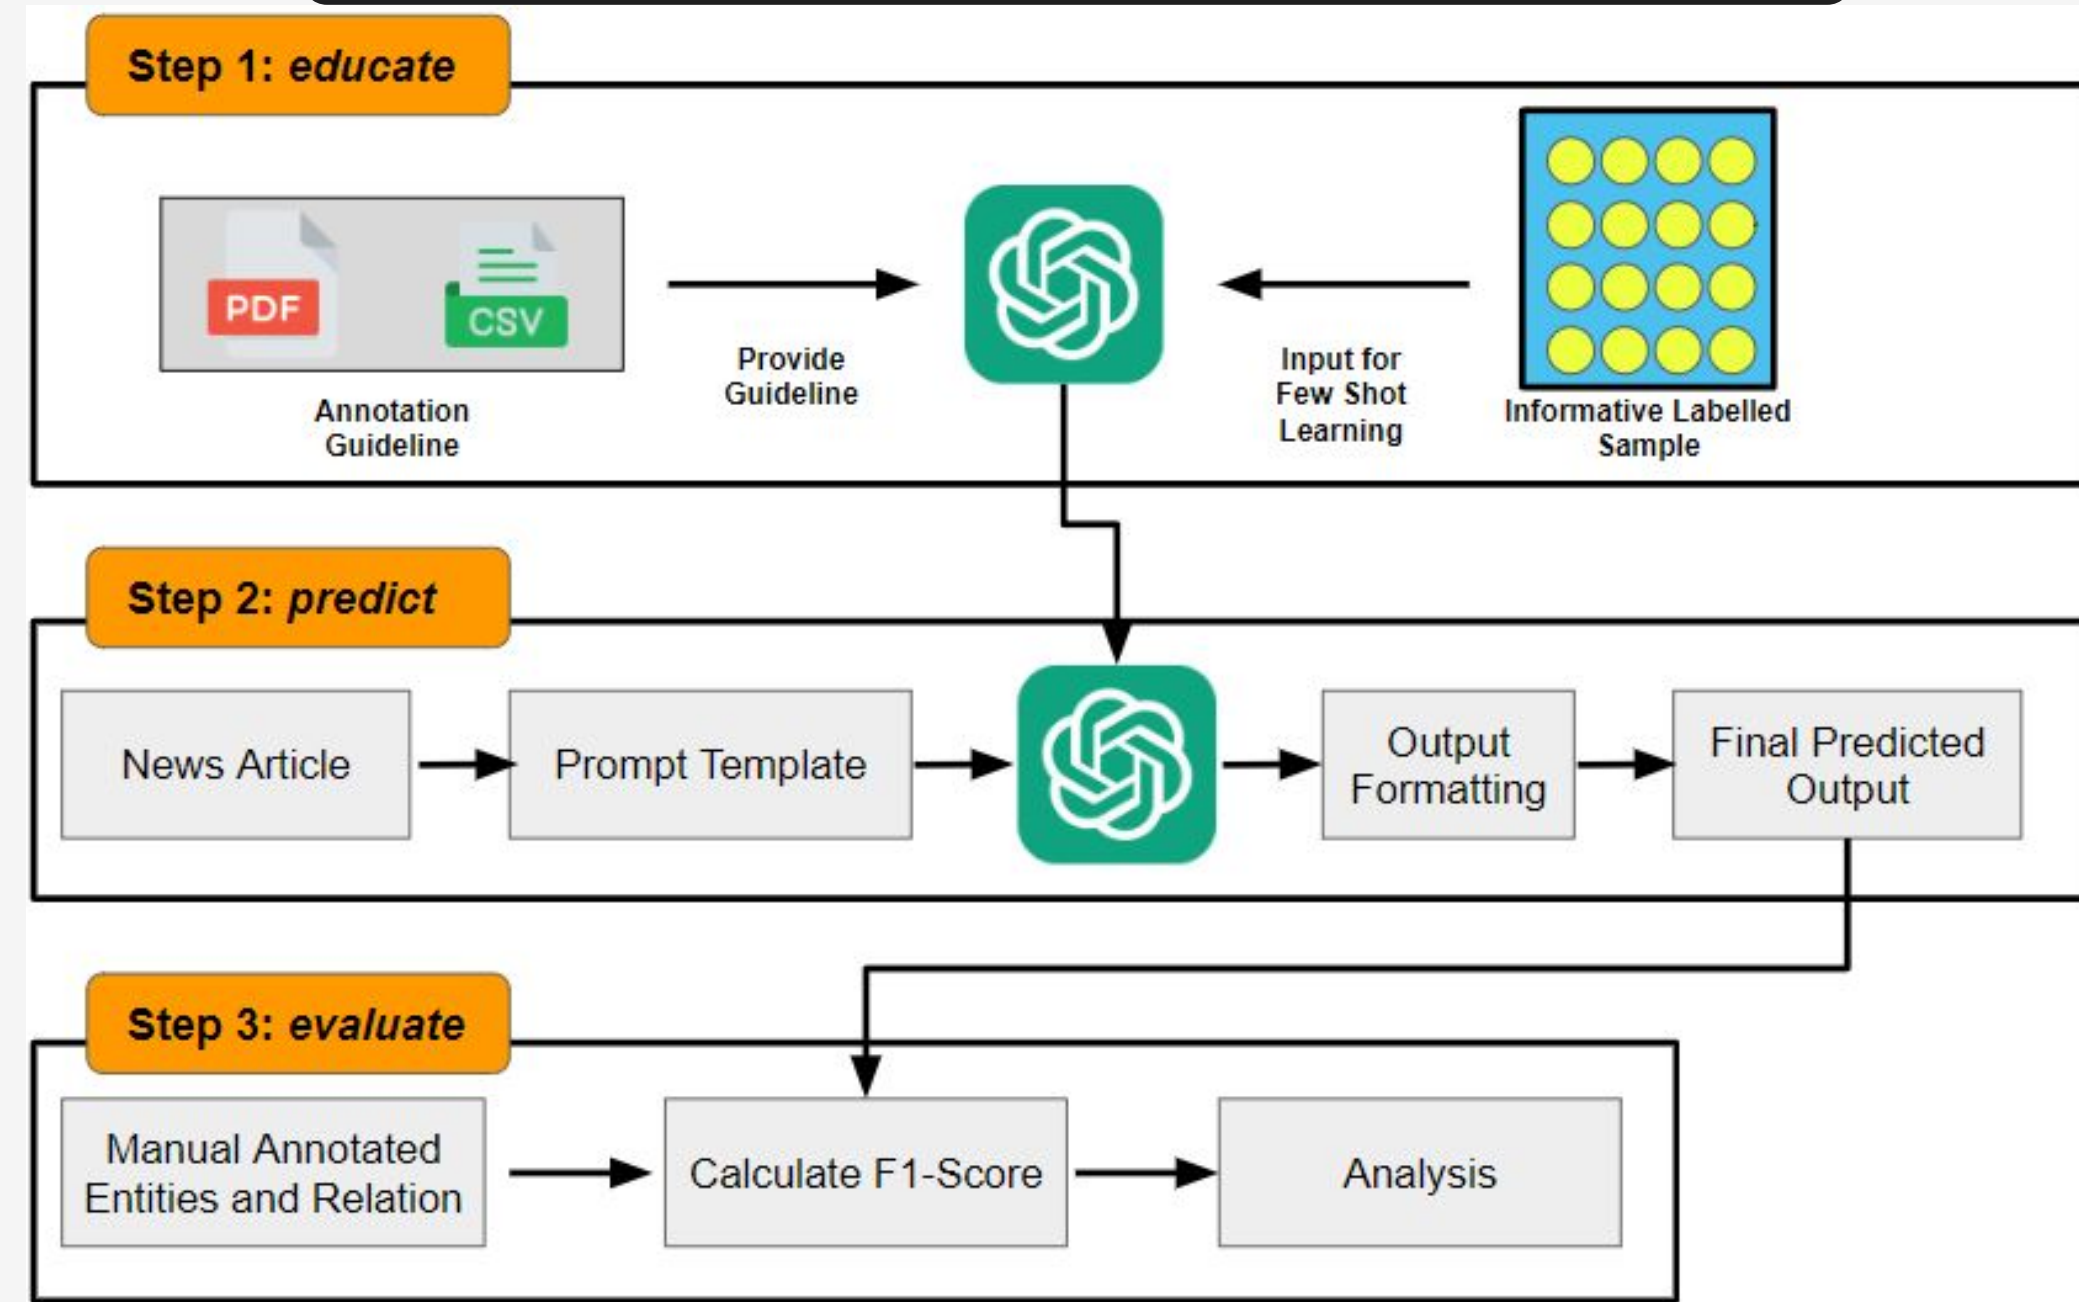 Step 1: educate
PDF
CSV
Annotation
Guideline
Provide
Guideline
Input for
Few Shot
Learning
Informative Labelled
Sample
Step 2: predict
News Article
Prompt Template
Output
Formatting
Final Predicted
Output
Step 3: evaluate
Manual Annotated
Entities and Relation
Calculate F1-Score
Analysis